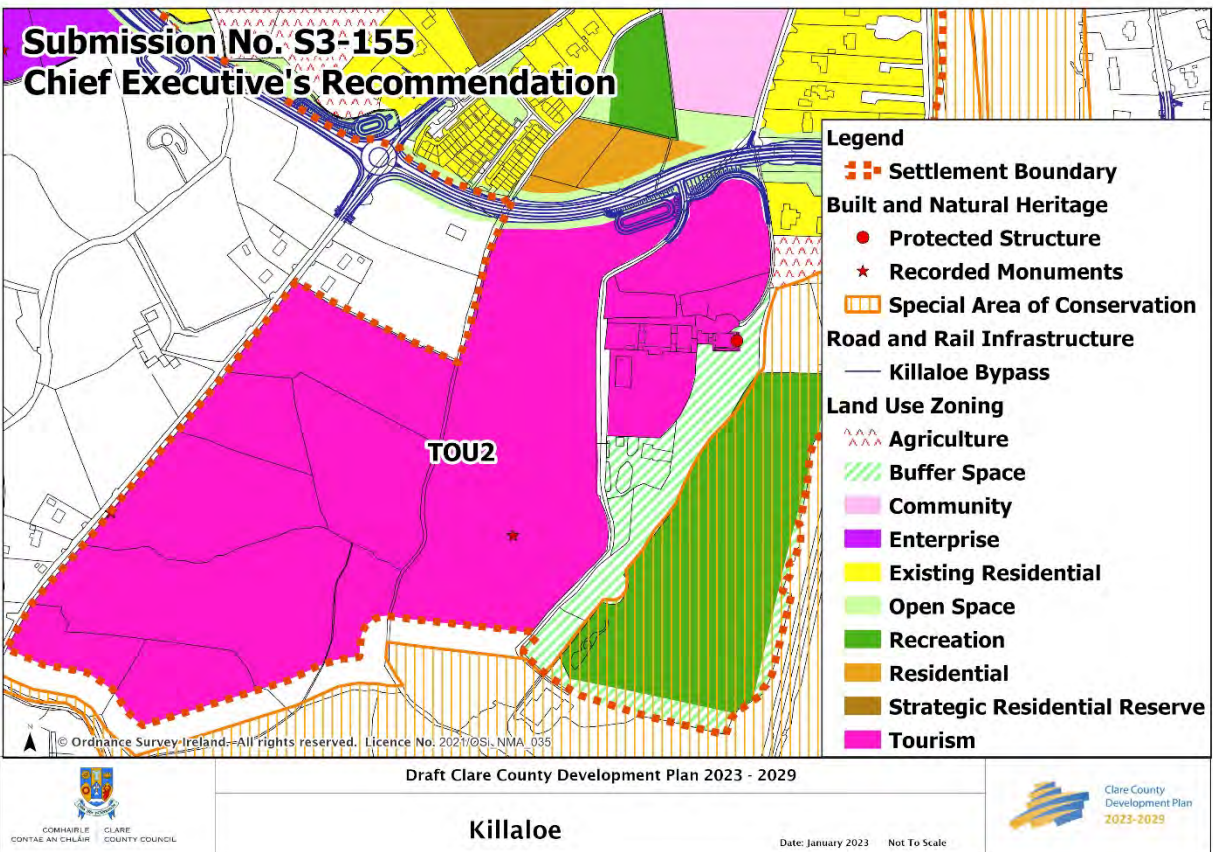 Submission No. S3-155
Chief Executive's Recommendation
Legend
Settlement Boundary
Built and Natural Heritage
Protected Structure
Recorded Monuments
Special Area of Conservation
Road and Rail Infrastructure
Killaloe Bypass
Land Use Zoning
Agriculture
Buffer Space
Community
Enterprise
Existing Residential
Open Space
Recreation
Residential
Strategic Residential Reserve
Tourism
TOU2
N
© Ordnance Survey Ireland. All rights reserved. Licence No. 2021/OSi_NMA_035
COMHAIRLE CONTAE AN CHLÁIR
CLARE COUNTY COUNCIL
Draft Clare County Development Plan 2023 - 2029
Killaloe
Date: January 2023 Not To Scale
Clare County
Development Plan
2023-2029